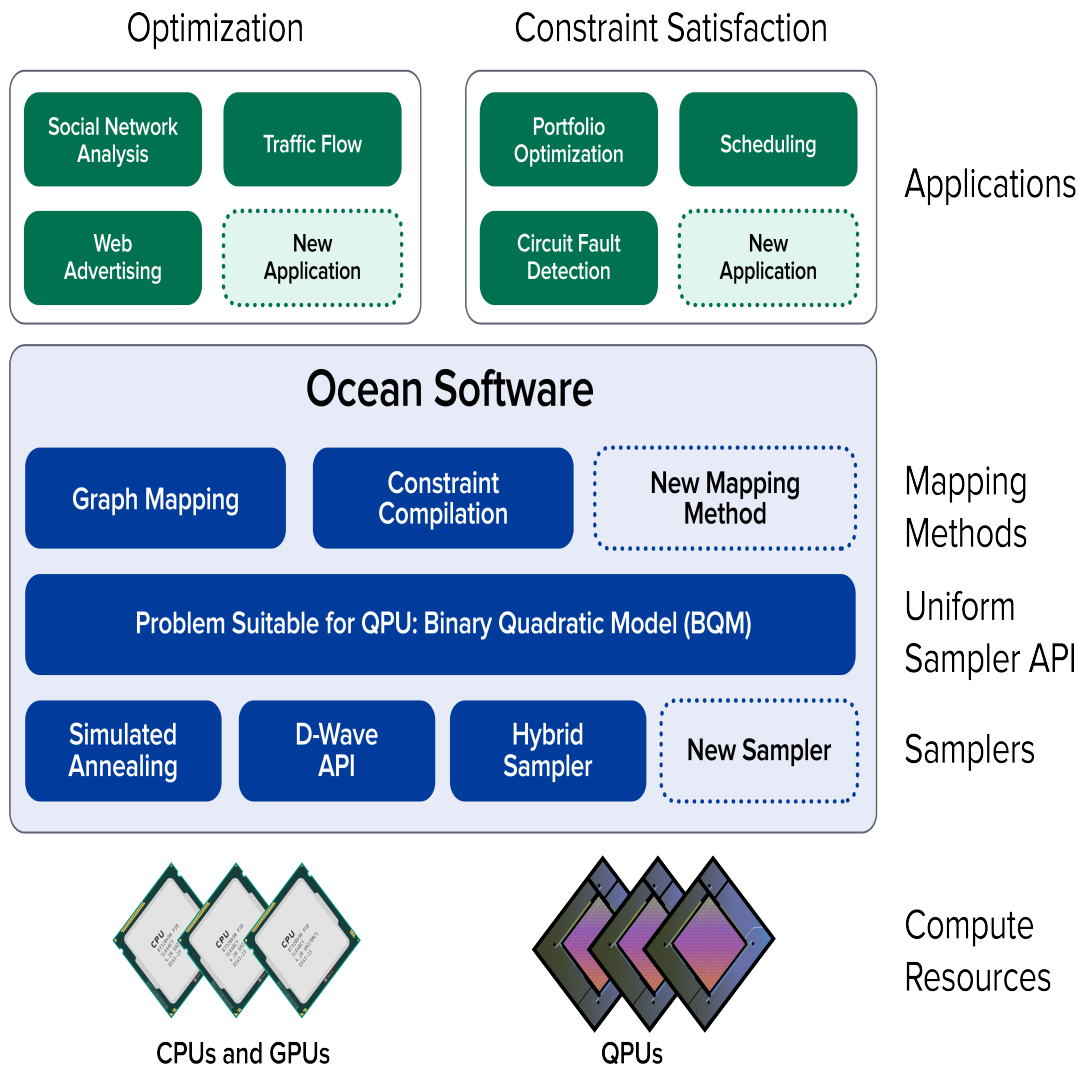 Optimization
Constraint Satisfaction
Social Network
Analysis
Traffic Flow
Web
Advertising
New
Application
Portfolio
Optimization
Scheduling
Circuit Fault
Detection
New
Application
Applications
Ocean Software
Graph Mapping
Constraint
Compilation
New Mapping
Method
Mapping
Methods
Problem Suitable for QPU: Binary Quadratic Model (BQM)
Uniform
Sampler API
Simulated
Annealing
D-Wave
API
Hybrid
Sampler
New Sampler
Samplers
CPU
CPU
CPU
Compute
Resources
CPUs and GPUs
QPUs